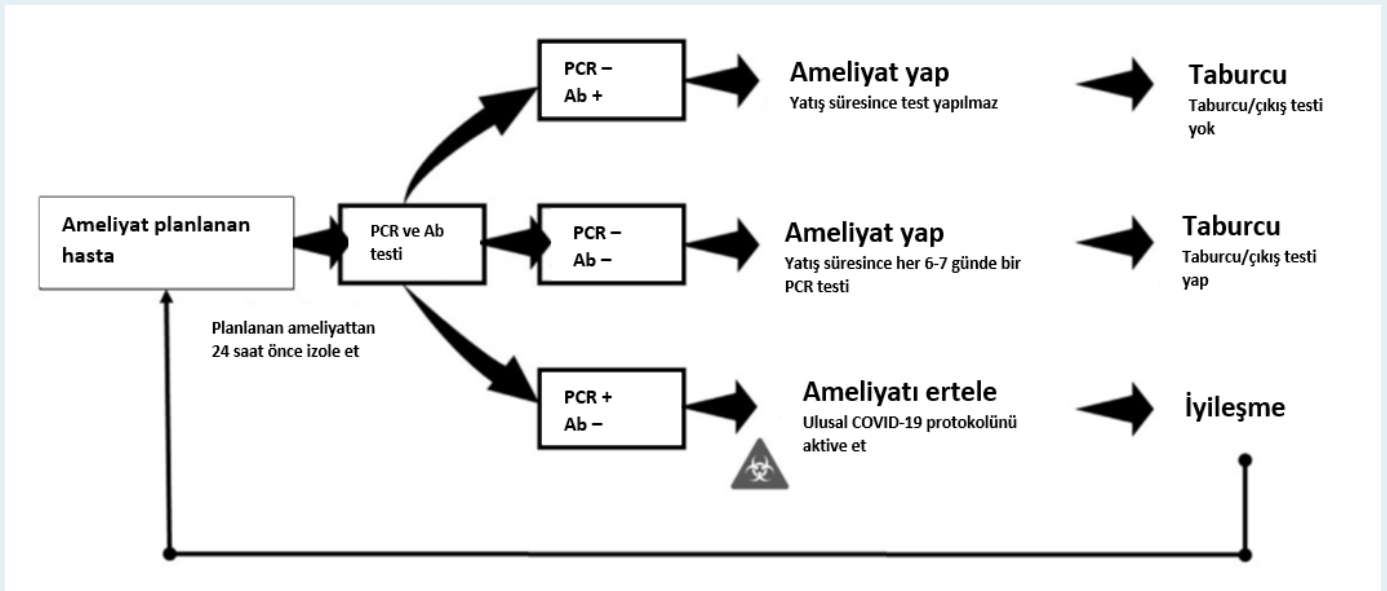 Ameliyat planlanan
hasta
Planlanan ameliyattan
24 saat önce izole et
PCR ve Ab
testi
PCR –
Ab +
Ameliyat yap
Yatış süresince test yapılmaz
Taburcu
Taburcu/çıkış testi
yok
PCR –
Ab –
Ameliyat yap
Yatış süresince her 6-7 günde bir
PCR testi
Taburcu
Taburcu/çıkış testi
yap
PCR +
Ab –
Ameliyatı ertele
Ulusal COVID-19 protokolünü
aktive et
İyileşme